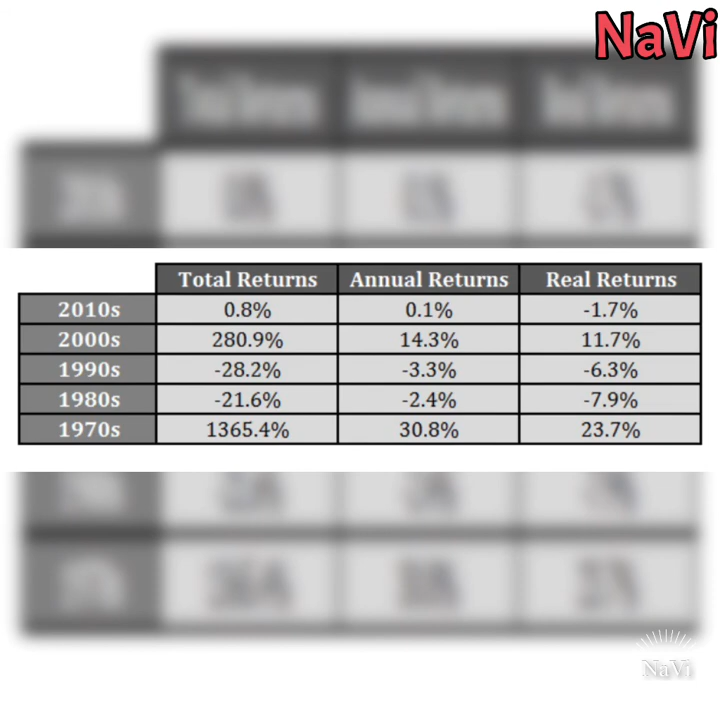 NaVi
Total Returns Annual Returns Real Returns
2010s 0.8% 0.1% -1.7%
2000s 280.9% 14.3% 11.7%
1990s -28.2% -3.3% -6.3%
1980s -21.6% -2.4% -7.9%
1970s 1365.4% 30.8% 23.7%
NaVi